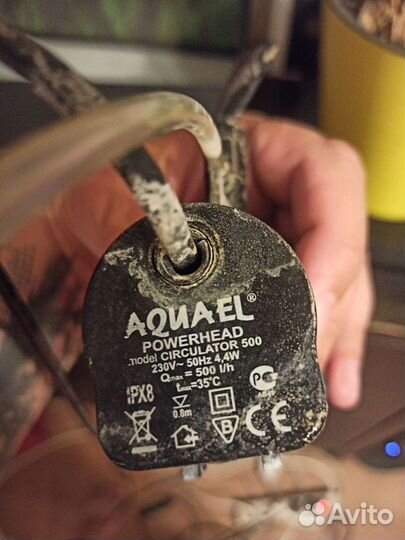 AQUAEL®
POWERHEAD
model CIRCULATOR 500
230V~ 50Hz 4,4W
Qmax = 500 l/h
tmax=35°C
IPX8
0.8m
B
CE
Avito